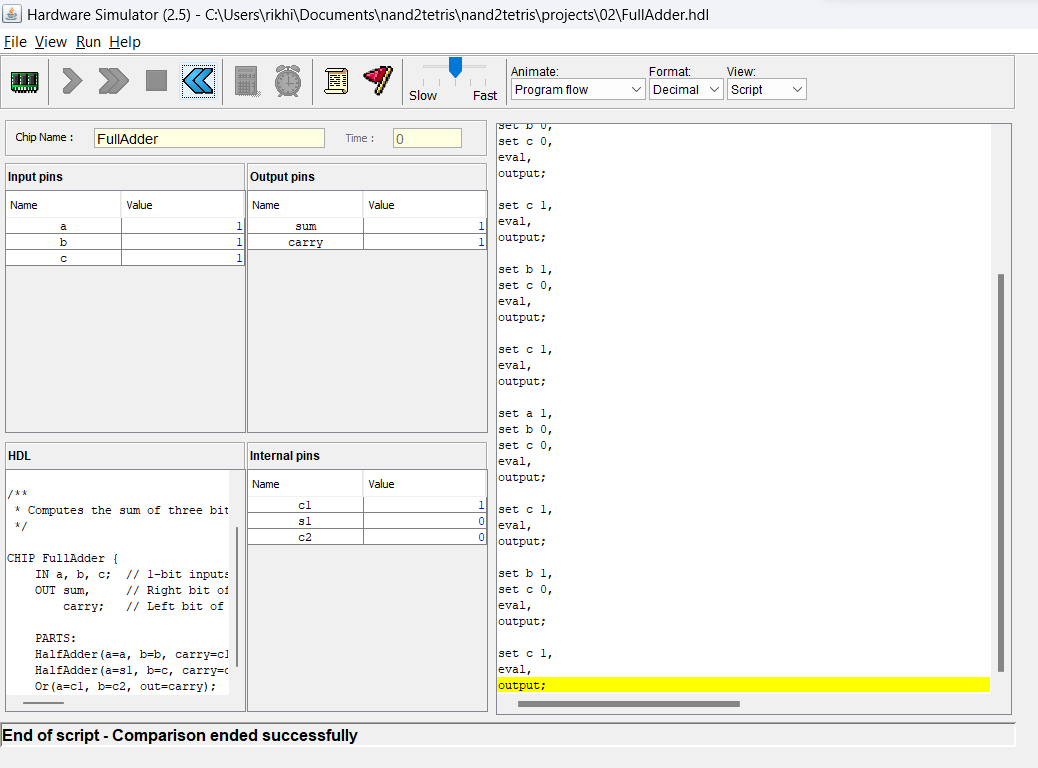 Hardware Simulator (2.5) - C:\Users\rikhi\Documents\nand2tetris\nand2tetris\projects\02\FullAdder.hdl
File View Run Help
Slow Fast
Animate: Format: View:
Program flow Decimal Script
Chip Name : FullAdder Time : 0
Input pins
Name Value
a 1
b 1
c 1
Output pins
Name Value
sum 1
carry 1
HDL
/**
* Computes the sum of three bit
*/
CHIP FullAdder {
IN a, b, c; // 1-bit inputs
OUT sum, // Right bit of
carry; // Left bit of
PARTS:
HalfAdder(a=a, b=b, carry=c1
HalfAdder(a=s1, b=c, carry=c
Or(a=c1, b=c2, out=carry);
Internal pins
Name Value
c1 1
s1 0
c2 0
set b 0,
set c 0,
eval,
output;
set c 1,
eval,
output;
set b 1,
set c 0,
eval,
output;
set c 1,
eval,
output;
set a 1,
set b 0,
set c 0,
eval,
output;
set c 1,
eval,
output;
set b 1,
set c 0,
eval,
output;
set c 1,
eval,
output;
End of script - Comparison ended successfully